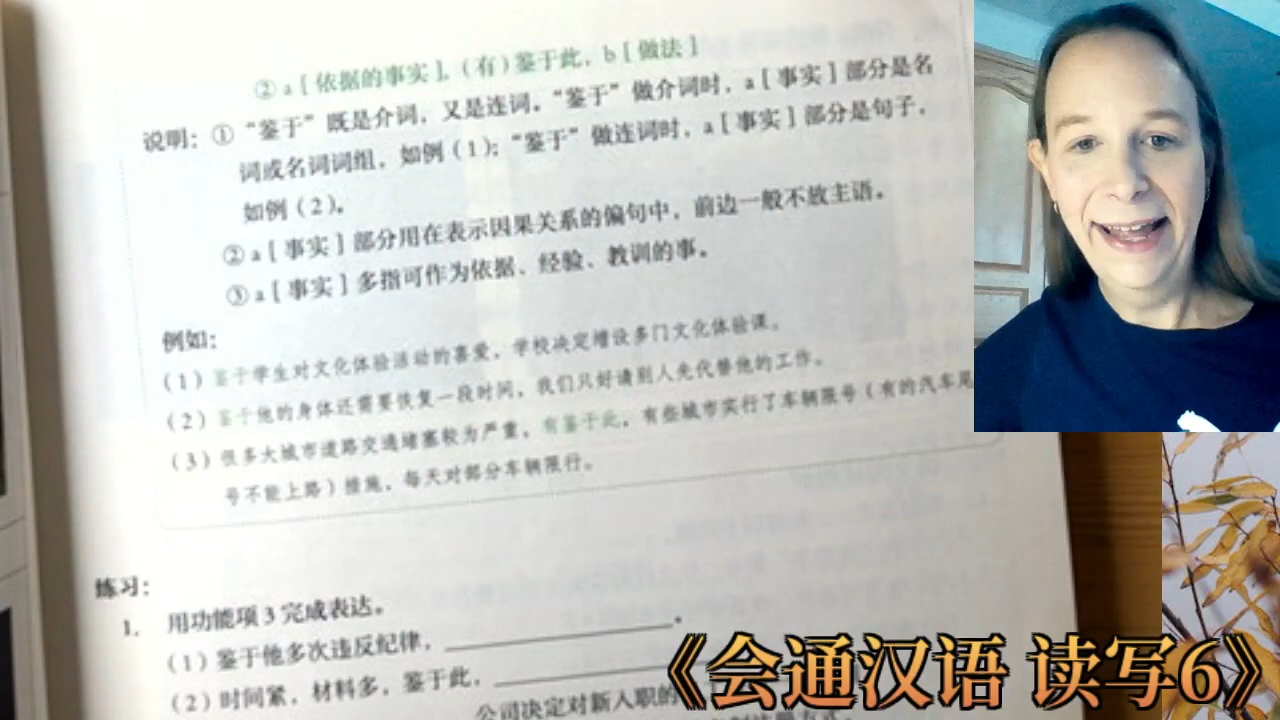 ②a［依据的事实］，（有）鉴于此，b［做法］
说明：①“鉴于”既是介词，又是连词。“鉴于”做介词时，a［事实］部分是名
词或名词词组，如例（1）；“鉴于”做连词时，a［事实］部分是句子，
如例（2）。
②a［事实］部分用在表示因果关系的偏句中，前边一般不放主语。
③a［事实］多指可作为依据、经验、教训的事。
例如：
（1）鉴于学生对文化体验活动的喜爱，学校决定增设多门文化体验课。
（2）鉴于他的身体还需要恢复一段时间，我们只好请别人先代替他的工作。
（3）很多大城市道路交通堵塞较为严重，有鉴于此，有些城市实行了车辆限号（有的汽车尾
号不能上路）措施，每天对部分车辆限行。
练习：
1. 用功能项3完成表达。
（1）鉴于他多次违反纪律，。
（2）时间紧，材料多，鉴于此，
公司决定对新入职的
《会通汉语 读写6》